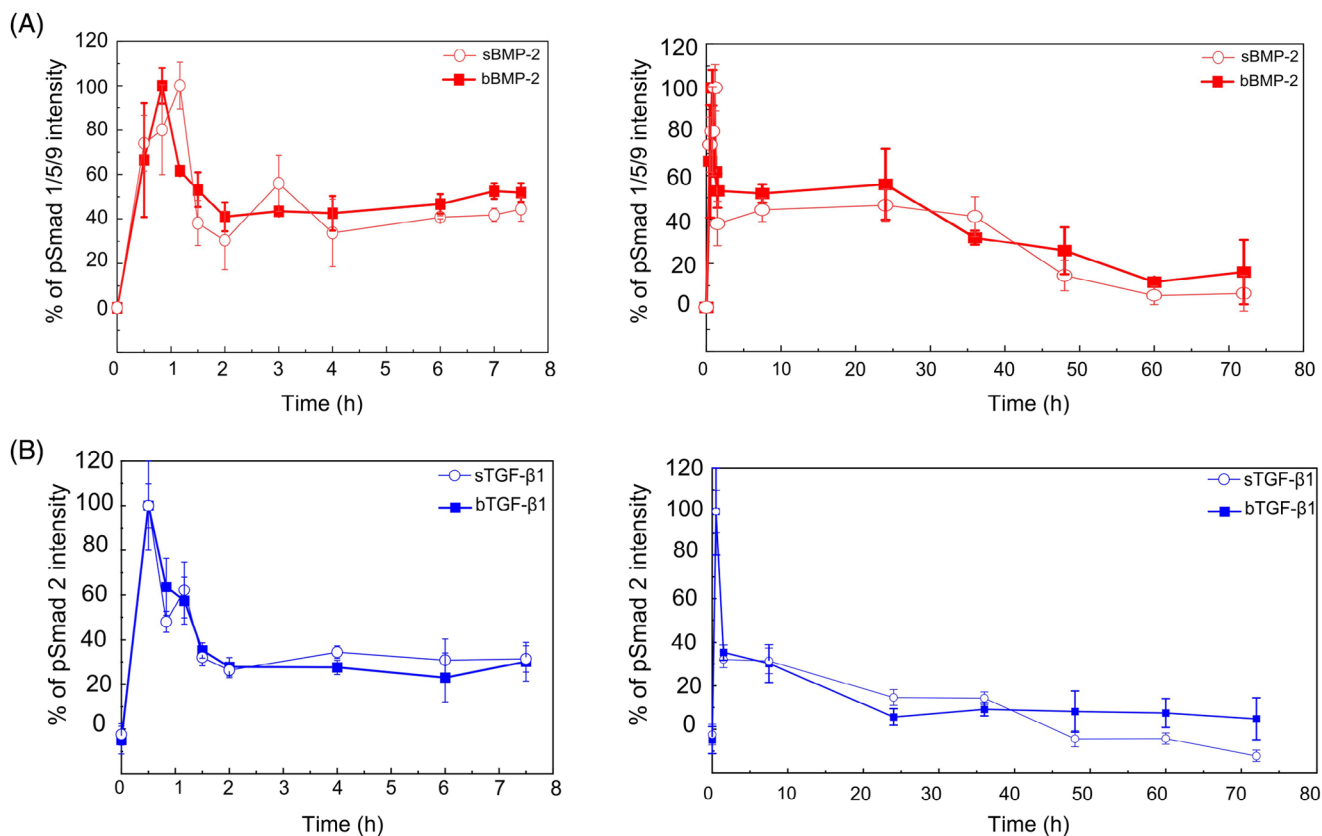 (A)
% of pSmad 1/5/9 intensity
120
100
80
60
40
20
0
sBMP-2
bBMP-2
0 1 2 3 4 5 6 7 8
Time (h)
% of pSmad 1/5/9 intensity
120
100
80
60
40
20
0
sBMP-2
bBMP-2
0 10 20 30 40 50 60 70 80
Time (h)
(B)
% of pSmad 2 intensity
120
100
80
60
40
20
0
sTGF-β1
bTGF-β1
0 1 2 3 4 5 6 7 8
Time (h)
% of pSmad 2 intensity
120
100
80
60
40
20
0
sTGF-β1
bTGF-β1
0 10 20 30 40 50 60 70 80
Time (h)